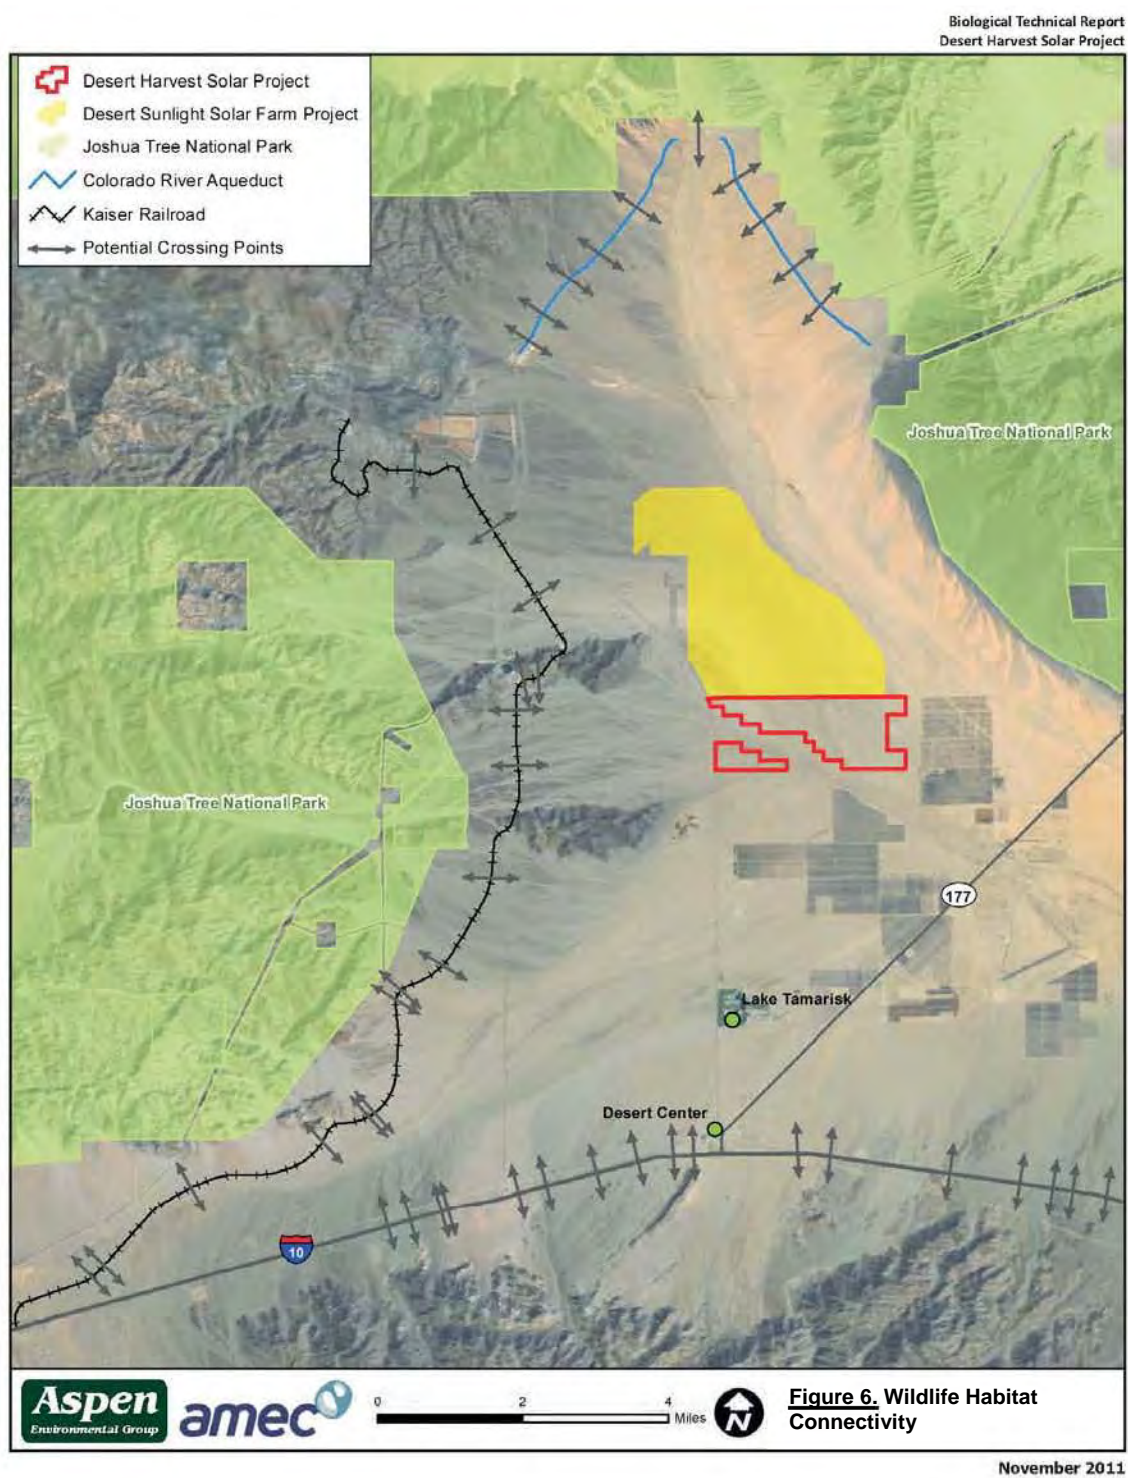 Biological Technical Report
Desert Harvest Solar Project
Desert Harvest Solar Project
Desert Sunlight Solar Farm Project
Joshua Tree National Park
Colorado River Aqueduct
Kaiser Railroad
Potential Crossing Points
Joshua Tree National Park
Joshua Tree National Park
177
Lake Tamarisk
Desert Center
10
Aspen
Environmental Group
amec
0 2 4
Miles
N
Figure 6. Wildlife Habitat
Connectivity
November 2011